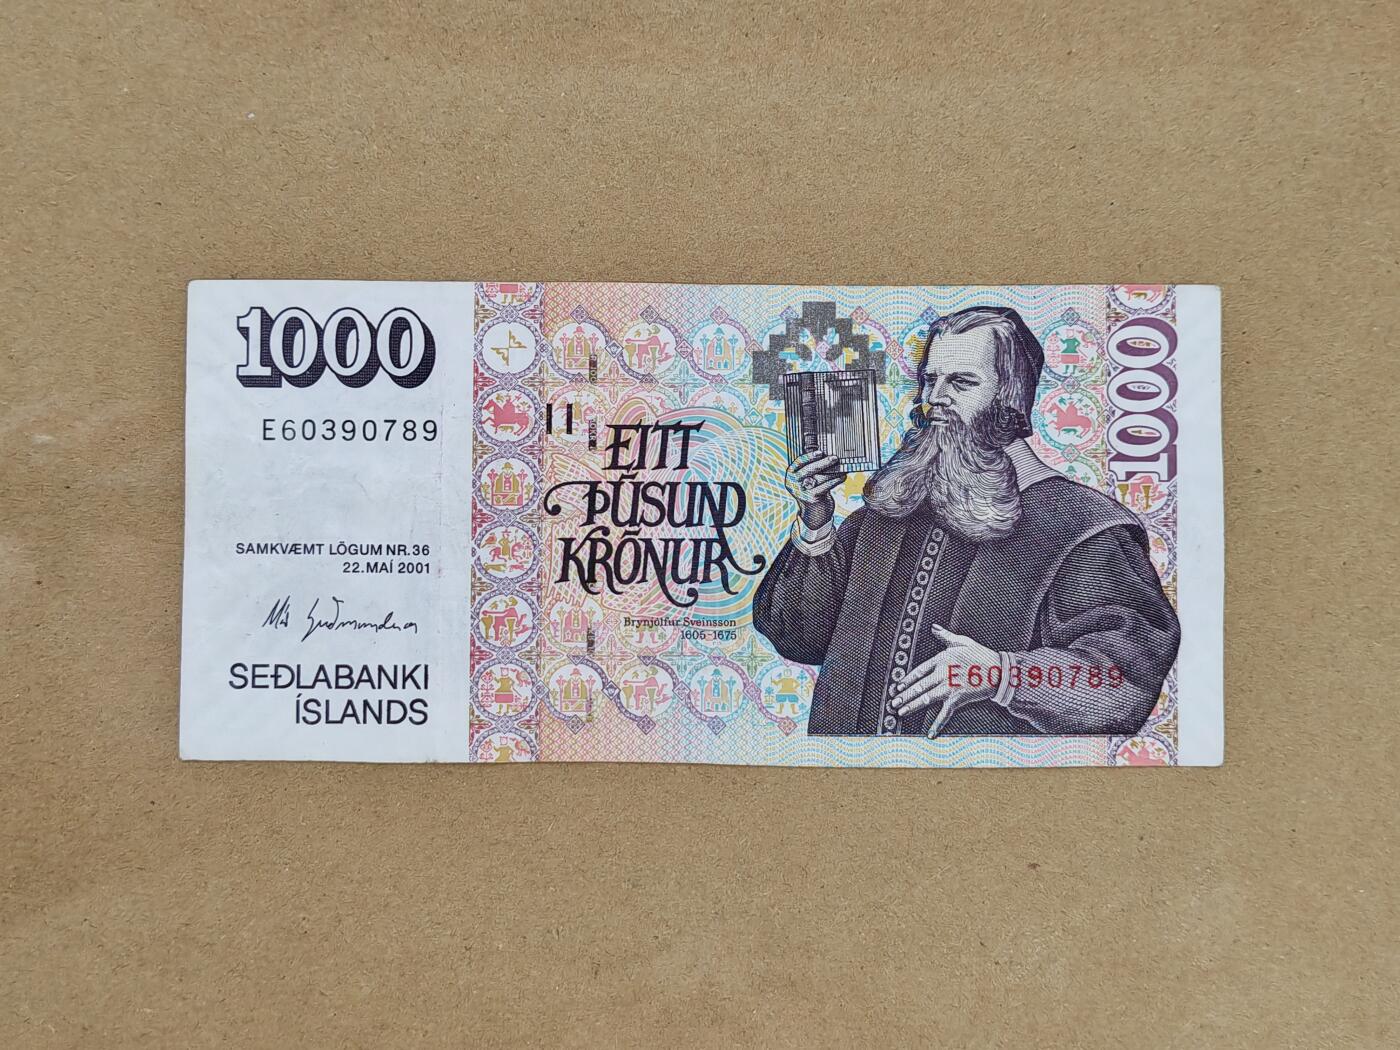 1000
E60390789
SAMKVÆMT LÖGUM NR.36
22.MAÍ 2001
SEÐLABANKI
ÍSLANDS
EITT
ÞÚSUND
KRÓNUR
Brynjólfur Sveinsson
1605-1675
1000
E60390789